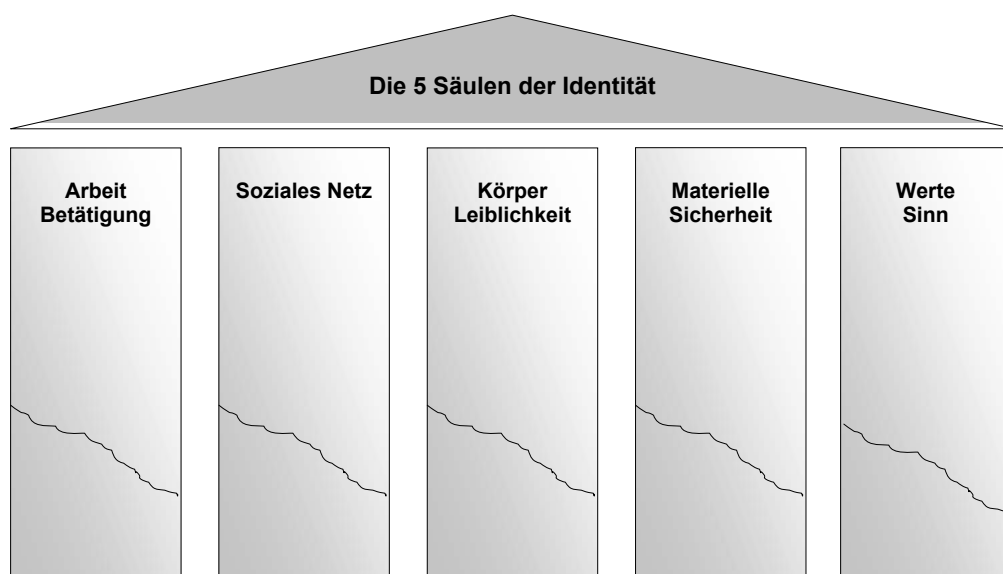 Die 5 Säulen der Identität
Arbeit
Betätigung
Soziales Netz
Körper
Leiblichkeit
Materielle
Sicherheit
Werte
Sinn